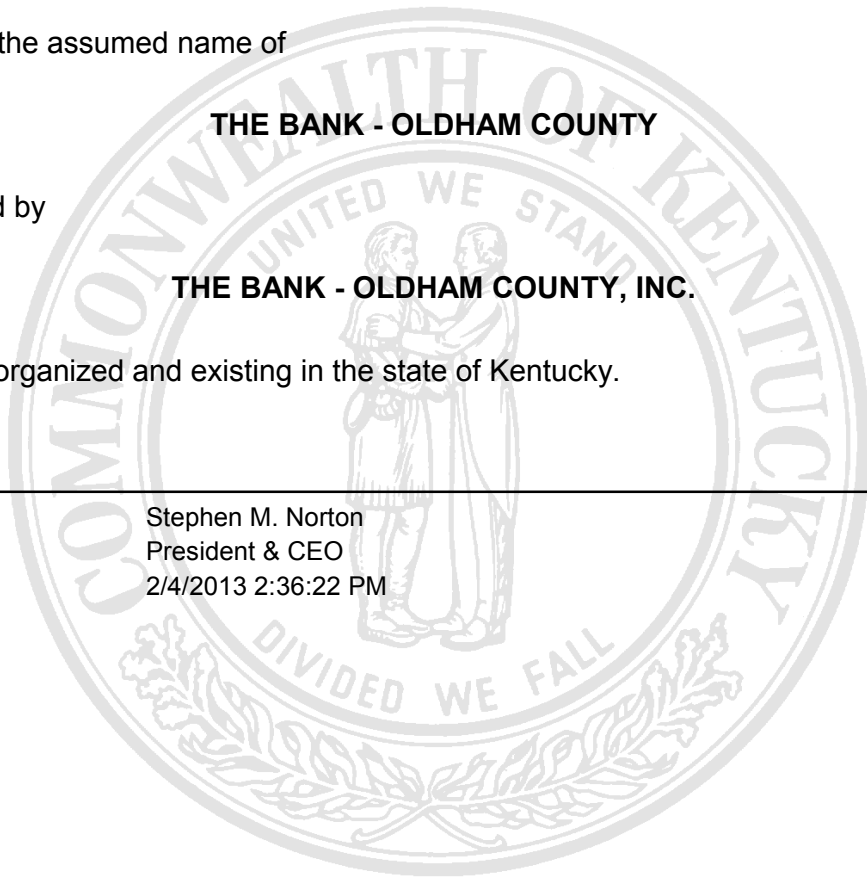 the assumed name of
THE BANK - OLDHAM COUNTY
d by
THE BANK - OLDHAM COUNTY, INC.
organized and existing in the state of Kentucky.
Stephen M. Norton
President & CEO
2/4/2013 2:36:22 PM
COMMONWEALTH OF KENTUCKY
UNITED WE STAND
DIVIDED WE FALL